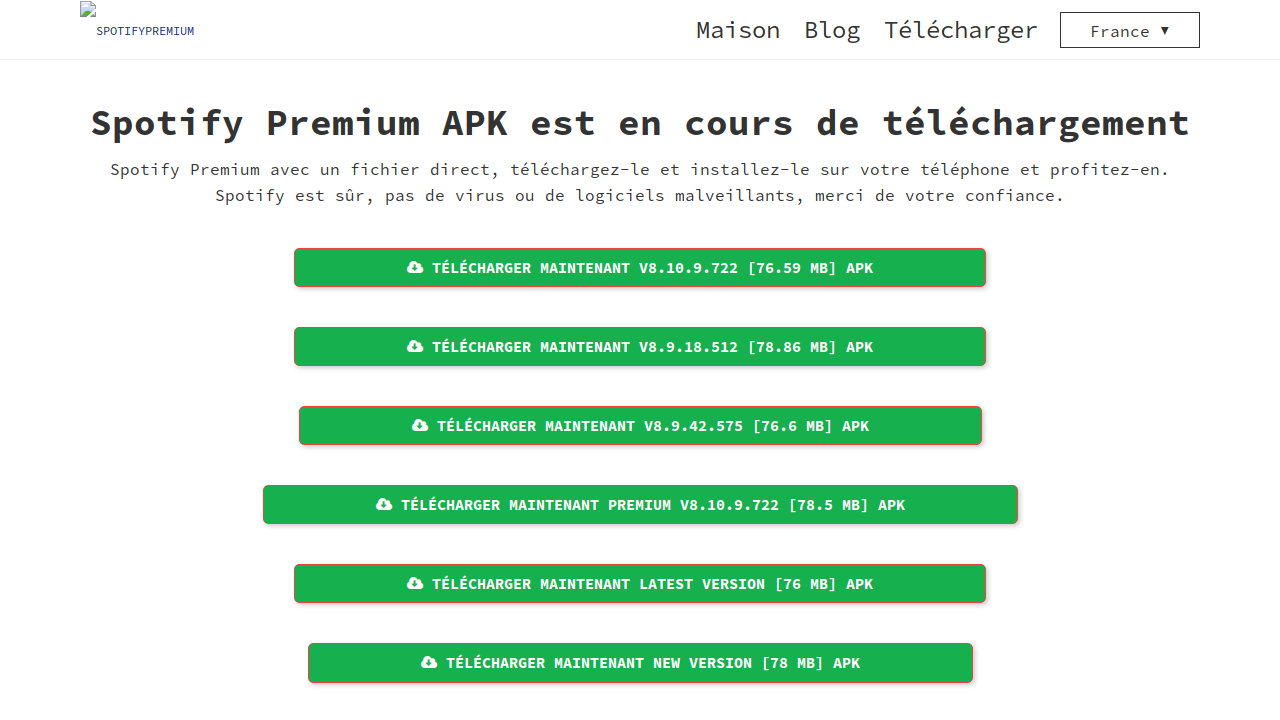 SPOTIFYPREMIUM
Maison Blog Télécharger France ▼
Spotify Premium APK est en cours de téléchargement
Spotify Premium avec un fichier direct, téléchargez-le et installez-le sur votre téléphone et profitez-en.
Spotify est sûr, pas de virus ou de logiciels malveillants, merci de votre confiance.
TÉLÉCHARGER MAINTENANT V8.10.9.722 [76.59 MB] APK
TÉLÉCHARGER MAINTENANT V8.9.18.512 [78.86 MB] APK
TÉLÉCHARGER MAINTENANT V8.9.42.575 [76.6 MB] APK
TÉLÉCHARGER MAINTENANT PREMIUM V8.10.9.722 [78.5 MB] APK
TÉLÉCHARGER MAINTENANT LATEST VERSION [76 MB] APK
TÉLÉCHARGER MAINTENANT NEW VERSION [78 MB] APK